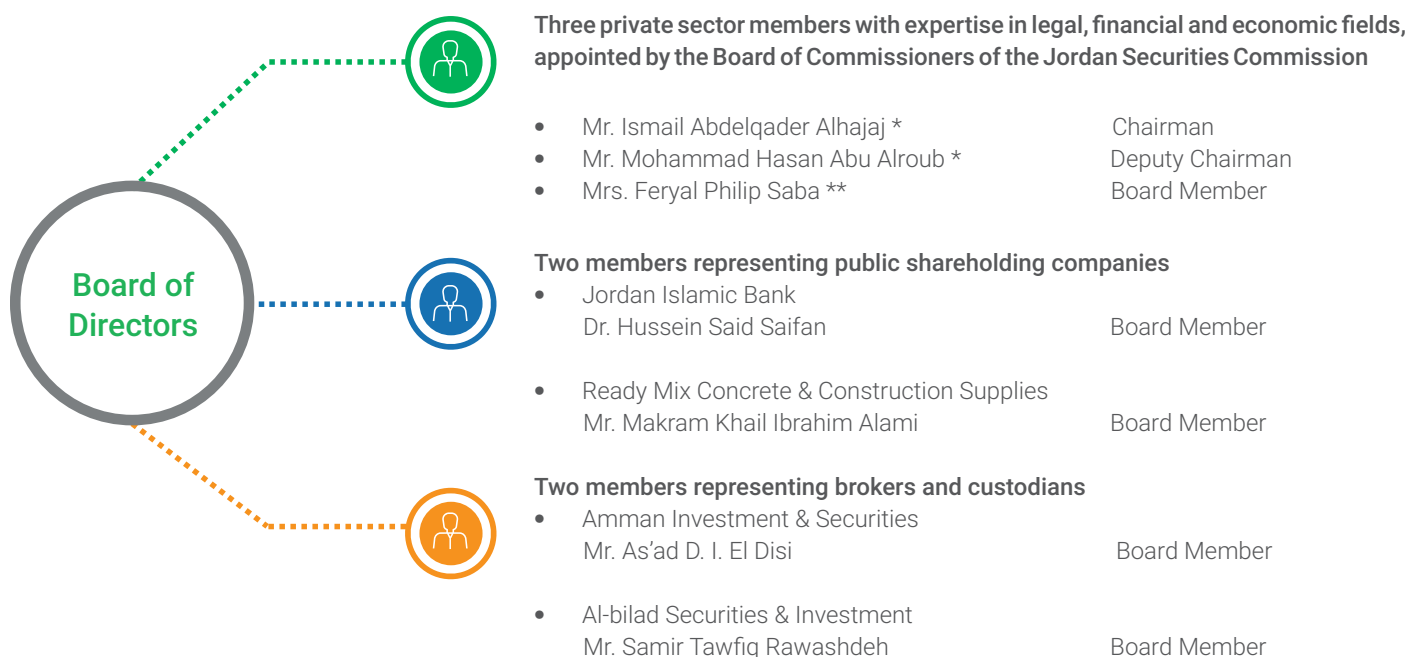 Three private sector members with expertise in legal, financial and economic fields,
appointed by the Board of Commissioners of the Jordan Securities Commission
• Mr. Ismail Abdelqader Alhajaj * Chairman
• Mr. Mohammad Hasan Abu Alroub * Deputy Chairman
• Mrs. Feryal Philip Saba ** Board Member
Board of
Directors
Two members representing public shareholding companies
• Jordan Islamic Bank
Dr. Hussein Said Saifan Board Member
• Ready Mix Concrete & Construction Supplies
Mr. Makram Khail Ibrahim Alami Board Member
Two members representing brokers and custodians
• Amman Investment & Securities
Mr. As’ad D. I. El Disi Board Member
• Al-bilad Securities & Investment
Mr. Samir Tawfiq Rawashdeh Board Member